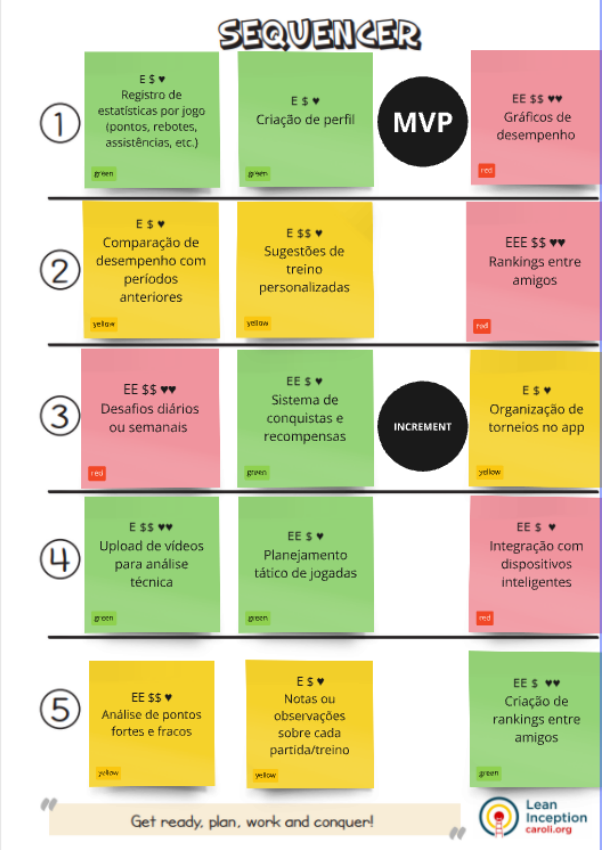 SEQUENCER
1
E $ ♥
Registro de
estatísticas por jogo
(pontos, rebotes,
assistências, etc.)
green
E $ ♥
Criação de perfil
green
MVP
EE $$ ♥♥
Gráficos de
desempenho
red
2
E $ ♥
Comparação de
desempenho com
períodos
anteriores
yellow
E $$ ♥
Sugestões de
treino
personalizadas
yellow
EEE $$ ♥♥
Rankings entre
amigos
red
3
EE $$ ♥♥
Desafios diários
ou semanais
red
EE $ ♥
Sistema de
conquistas e
recompensas
green
INCREMENT
E $ ♥
Organização de
torneios no app
yellow
4
E $$ ♥♥
Upload de vídeos
para análise
técnica
green
EE $ ♥
Planejamento
tático de jogadas
green
EE $ ♥
Integração com
dispositivos
inteligentes
red
5
EE $$ ♥
Análise de pontos
fortes e fracos
yellow
E $ ♥
Notas ou
observações
sobre cada
partida/treino
yellow
EE $ ♥♥
Criação de
rankings entre
amigos
green
" Get ready, plan, work and conquer! "
Lean
Inception
caroli.org